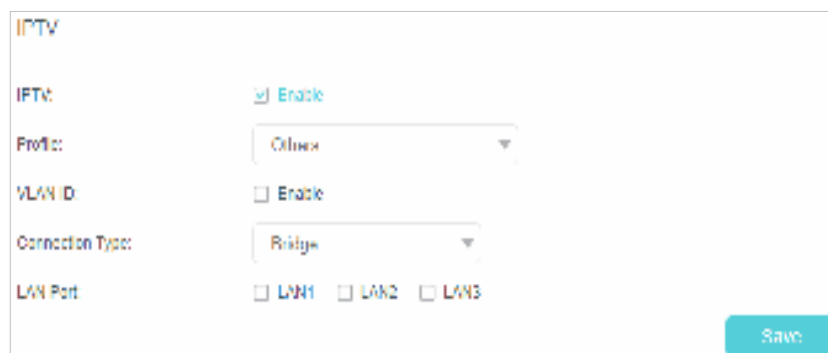 IPTV
IPTV: Enable
Profile: Others
VLAN ID: Enable
Connection Type: Bridge
LAN Port: LAN1 LAN2 LAN3
Save